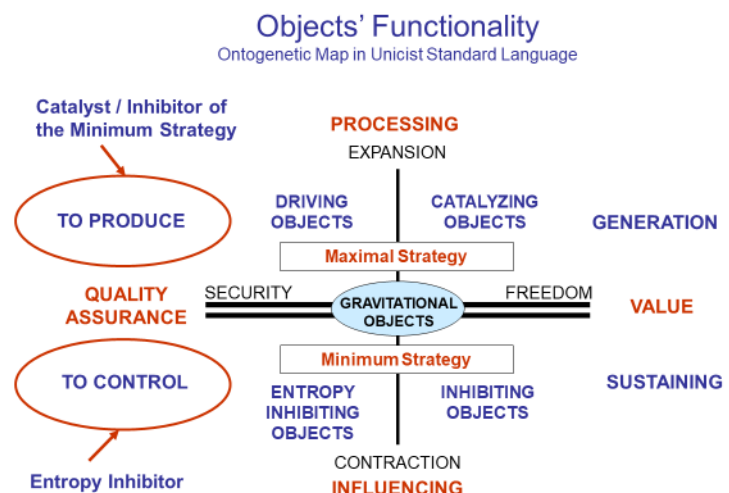 Objects' Functionality
Ontogenetic Map in Unicist Standard Language
Catalyst / Inhibitor of
the Minimum Strategy
PROCESSING
EXPANSION
TO PRODUCE
DRIVING
OBJECTS
CATALYZING
OBJECTS
GENERATION
Maximal Strategy
QUALITY
ASSURANCE
SECURITY
GRAVITATIONAL
OBJECTS
FREEDOM
VALUE
Minimum Strategy
TO CONTROL
ENTROPY
INHIBITING
OBJECTS
INHIBITING
OBJECTS
SUSTAINING
CONTRACTION
INFLUENCING
Entropy Inhibitor